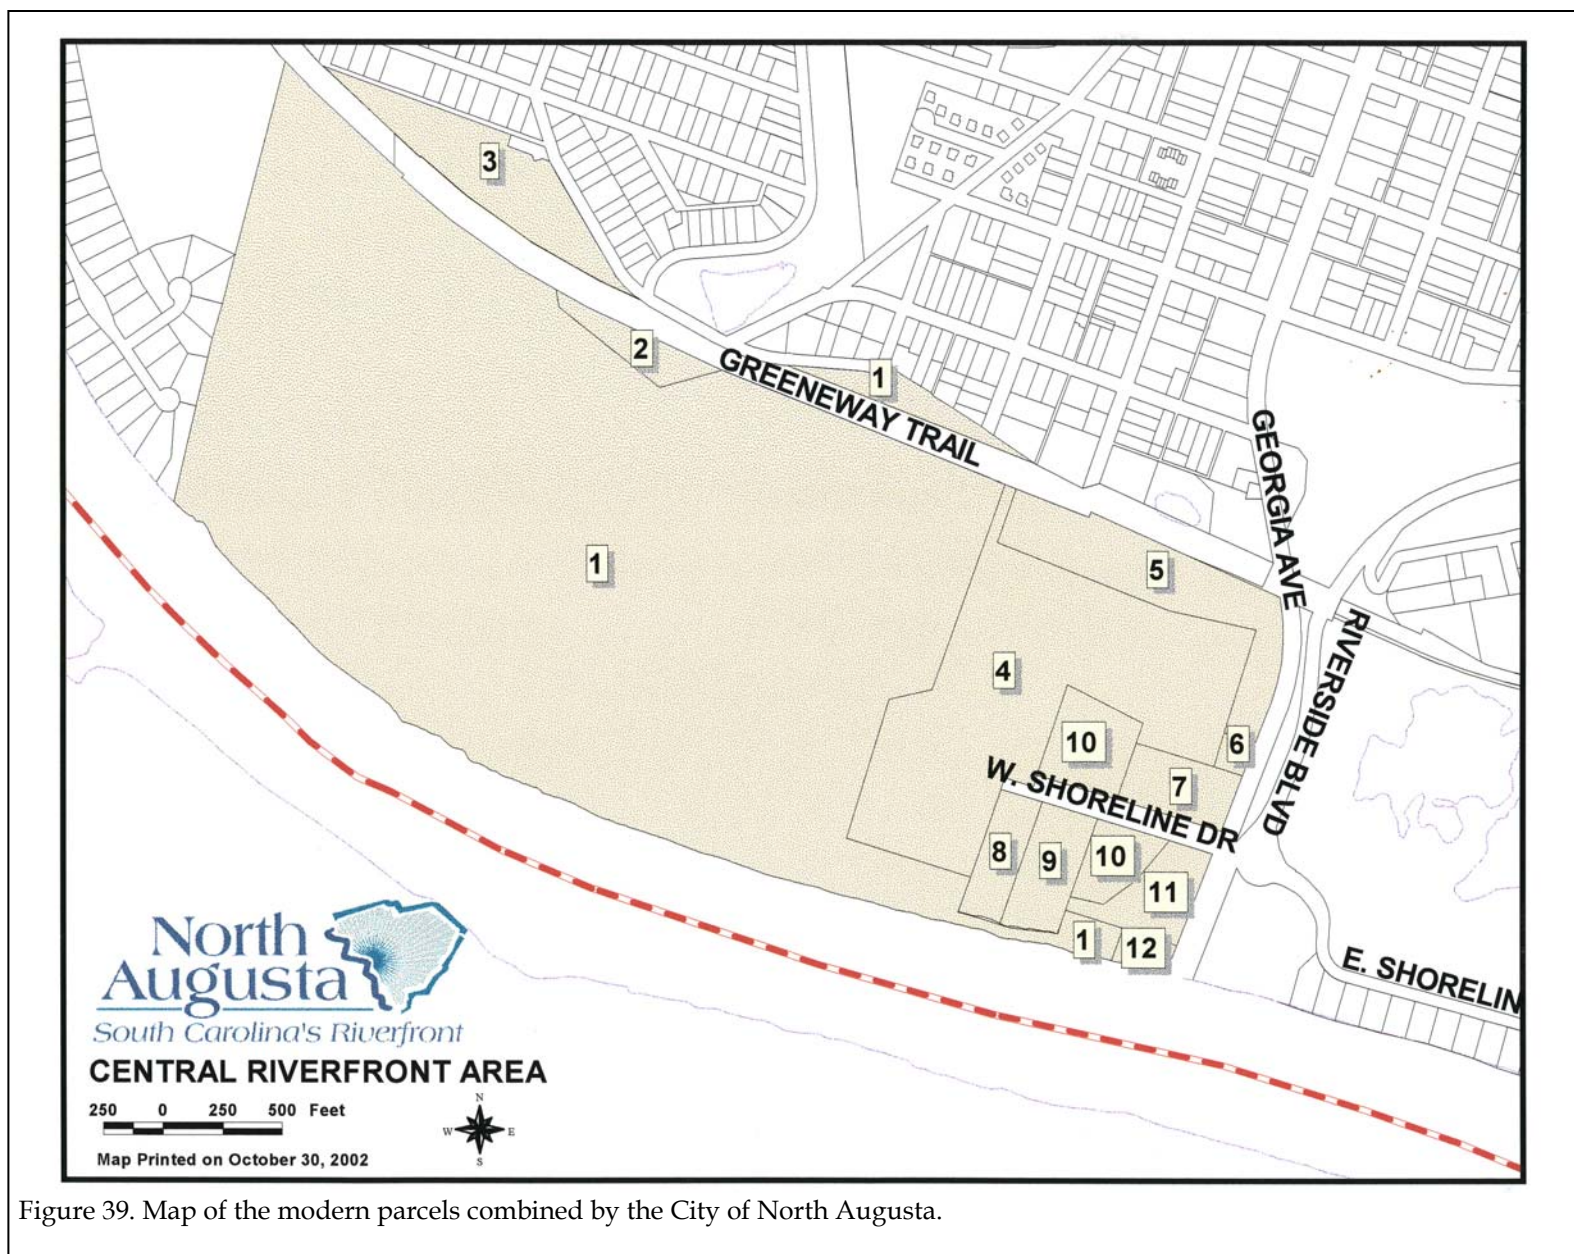 3
2
1
GREENEWAY TRAIL
GEORGIA AVE
1
5
RIVERSIDE BLVD
4
10
6
W. SHORELINE DR
7
8
9
10
11
1
12
E. SHORELIN
North
Augusta
South Carolina's Riverfront
CENTRAL RIVERFRONT AREA
250 0 250 500 Feet
N
W E
S
Map Printed on October 30, 2002
Figure 39. Map of the modern parcels combined by the City of North Augusta.